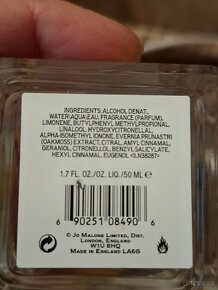 INGREDIENTS: ALCOHOL DENAT.,
WATER\AQUA\EAU, FRAGRANCE (PARFUM),
LIMONENE, BUTYLPHENYL METHYLPROPIONAL,
LINALOOL, HYDROXYCITRONELLAL,
ALPHA-ISOMETHYL IONONE, EVERNIA PRUNASTRI
(OAKMOSS) EXTRACT, CITRAL, AMYL CINNAMAL,
GERANIOL, CITRONELLOL, BENZYL SALICYLATE,
HEXYL CINNAMAL, EUGENOL <ILN38287>
1.7 FL.OZ./OZ. LIQ./50 ML ℮
6 90251 08490 6
© JO MALONE LIMITED, DIST.
LONDON, ENGLAND
W1U 8HQ
MADE IN ENGLAND LA6G